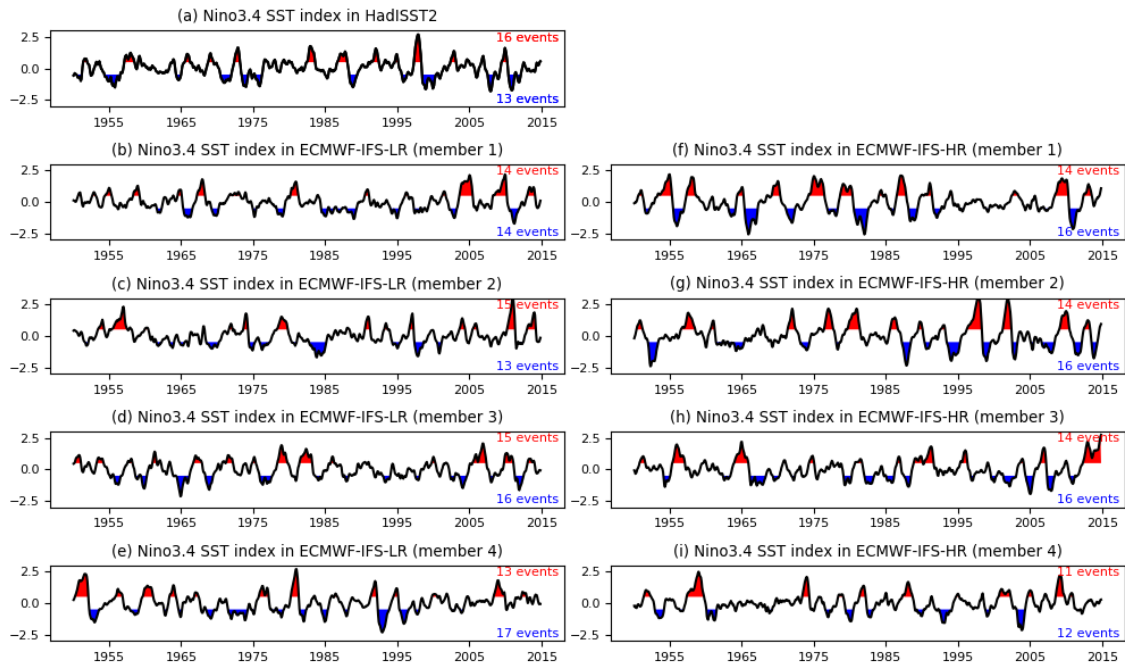 (a) Nino3.4 SST index in HadISST2
2.5
16 events
0.0
−2.5
13 events
1955 1965 1975 1985 1995 2005 2015
(b) Nino3.4 SST index in ECMWF-IFS-LR (member 1)
2.5
14 events
0.0
−2.5
14 events
1955 1965 1975 1985 1995 2005 2015
(f) Nino3.4 SST index in ECMWF-IFS-HR (member 1)
2.5
14 events
0.0
−2.5
16 events
1955 1965 1975 1985 1995 2005 2015
(c) Nino3.4 SST index in ECMWF-IFS-LR (member 2)
2.5
15 events
0.0
−2.5
13 events
1955 1965 1975 1985 1995 2005 2015
(g) Nino3.4 SST index in ECMWF-IFS-HR (member 2)
2.5
14 events
0.0
−2.5
16 events
1955 1965 1975 1985 1995 2005 2015
(d) Nino3.4 SST index in ECMWF-IFS-LR (member 3)
2.5
15 events
0.0
−2.5
16 events
1955 1965 1975 1985 1995 2005 2015
(h) Nino3.4 SST index in ECMWF-IFS-HR (member 3)
2.5
14 events
0.0
−2.5
16 events
1955 1965 1975 1985 1995 2005 2015
(e) Nino3.4 SST index in ECMWF-IFS-LR (member 4)
2.5
13 events
0.0
−2.5
17 events
1955 1965 1975 1985 1995 2005 2015
(i) Nino3.4 SST index in ECMWF-IFS-HR (member 4)
2.5
11 events
0.0
−2.5
12 events
1955 1965 1975 1985 1995 2005 2015